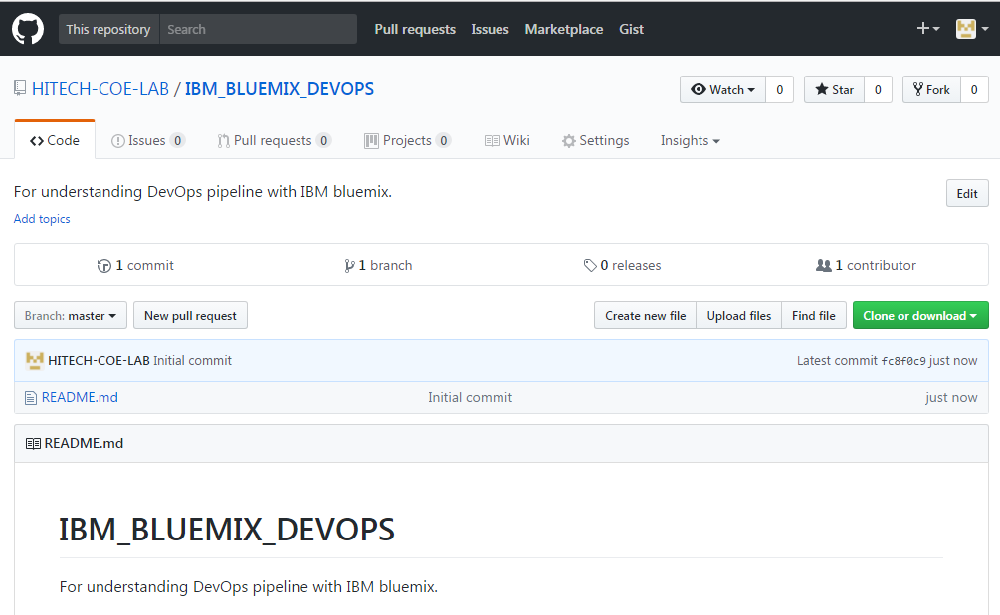 This repository Search Pull requests Issues Marketplace Gist
HITECH-COE-LAB / IBM_BLUEMIX_DEVOPS Watch 0 Star 0 Fork 0
Code Issues 0 Pull requests 0 Projects 0 Wiki Settings Insights
For understanding DevOps pipeline with IBM bluemix. Edit
Add topics
1 commit 1 branch 0 releases 1 contributor
Branch: master New pull request Create new file Upload files Find file Clone or download
HITECH-COE-LAB Initial commit Latest commit fc8f0c9 just now
README.md Initial commit just now
README.md
IBM_BLUEMIX_DEVOPS
For understanding DevOps pipeline with IBM bluemix.